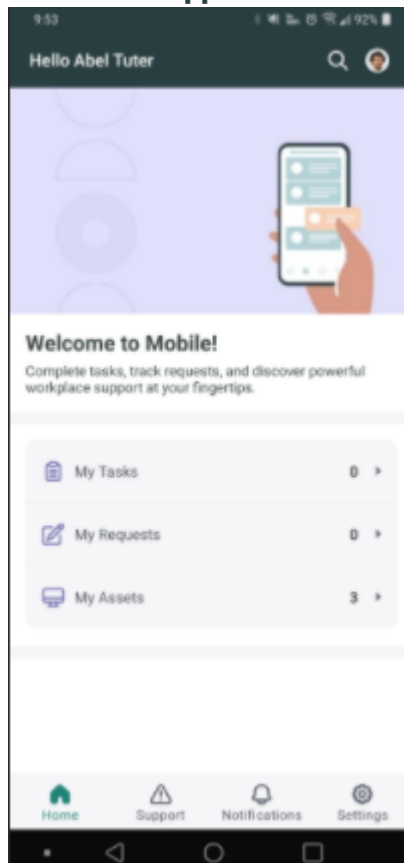 9:53
92%
Hello Abel Tuter
Welcome to Mobile!
Complete tasks, track requests, and discover powerful
workplace support at your fingertips.
My Tasks 0
My Requests 0
My Assets 3
Home Support Notifications Settings